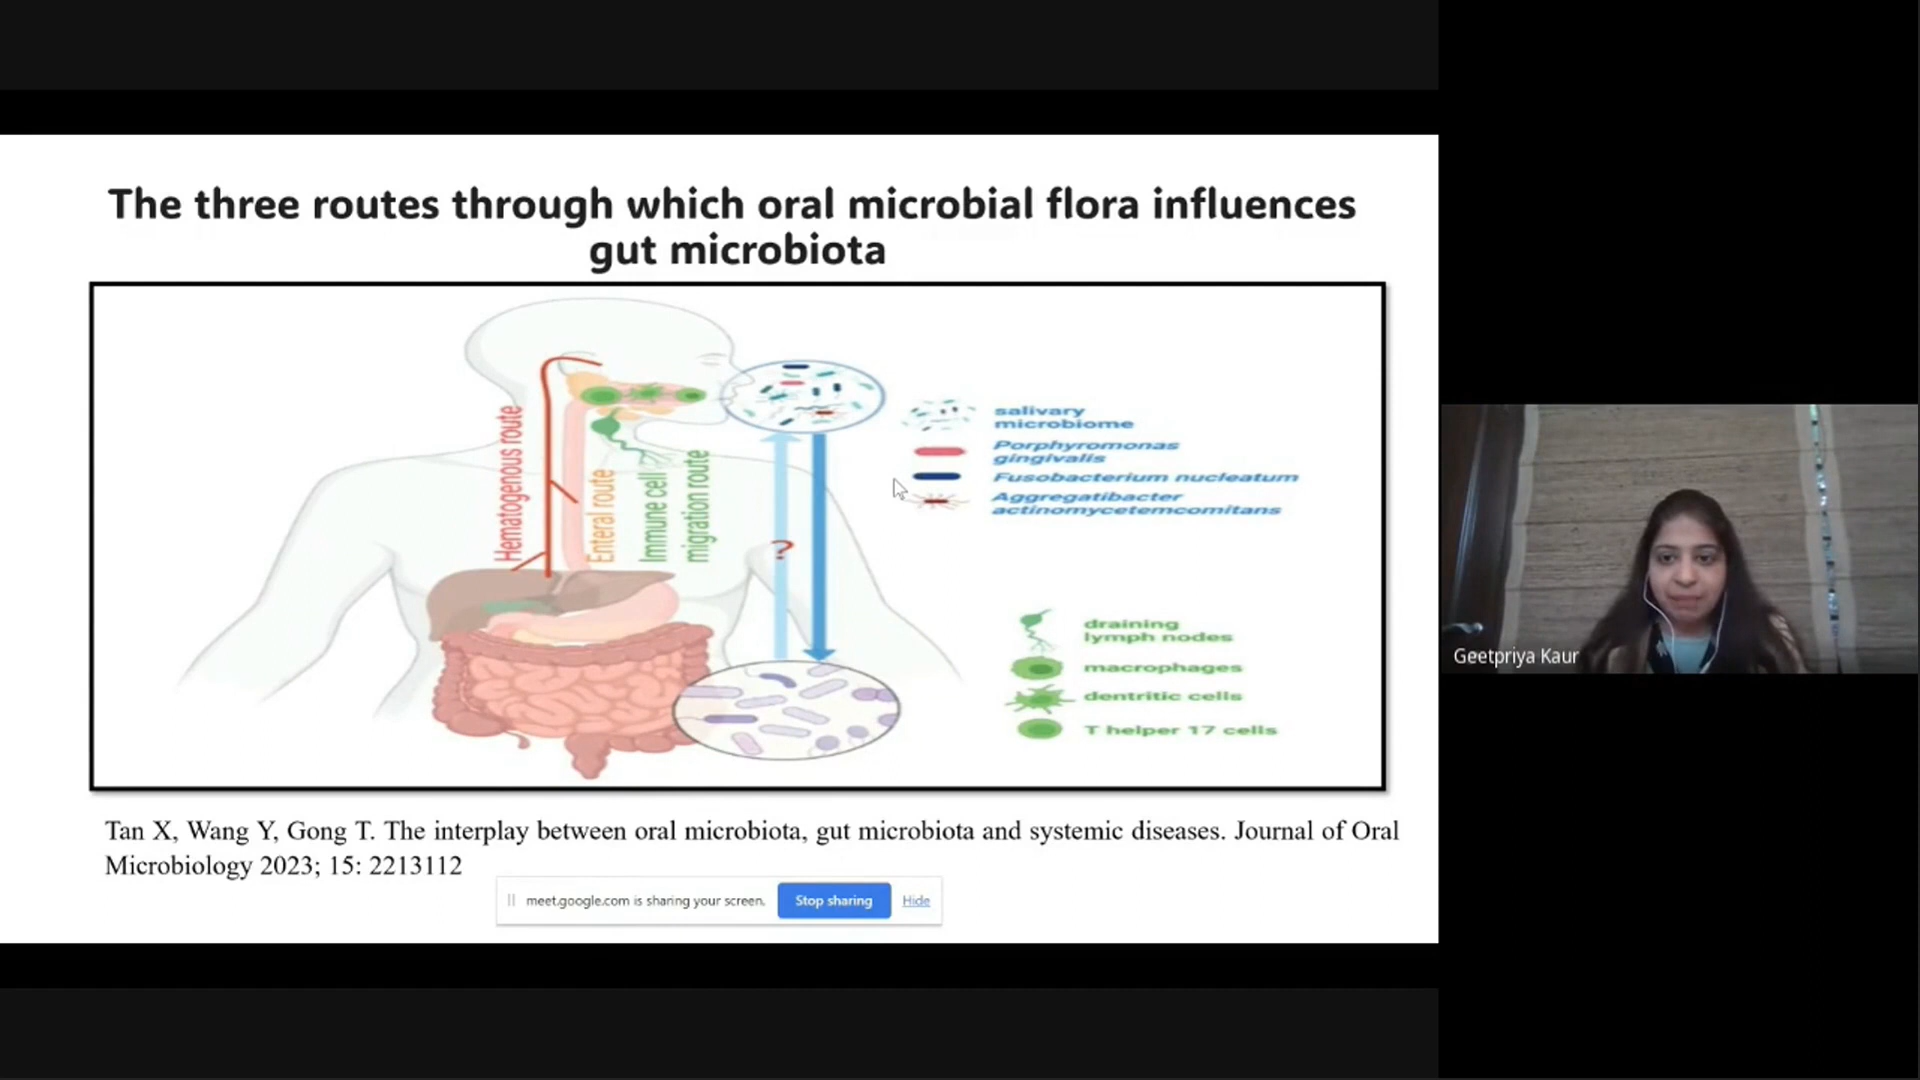 The three routes through which oral microbial flora influences
gut microbiota
Hematogenous route
Enteral route
Immune cell
migration route
?
salivary
microbiome
Porphyromonas
gingivalis
Fusobacterium nucleatum
Aggregatibacter
actinomycetemcomitans
draining
lymph nodes
macrophages
dentritic cells
T helper 17 cells
Tan X, Wang Y, Gong T. The interplay between oral microbiota, gut microbiota and systemic diseases. Journal of Oral
Microbiology 2023; 15: 2213112
meet.google.com is sharing your screen.
Stop sharing
Hide
Geetpriya Kaur